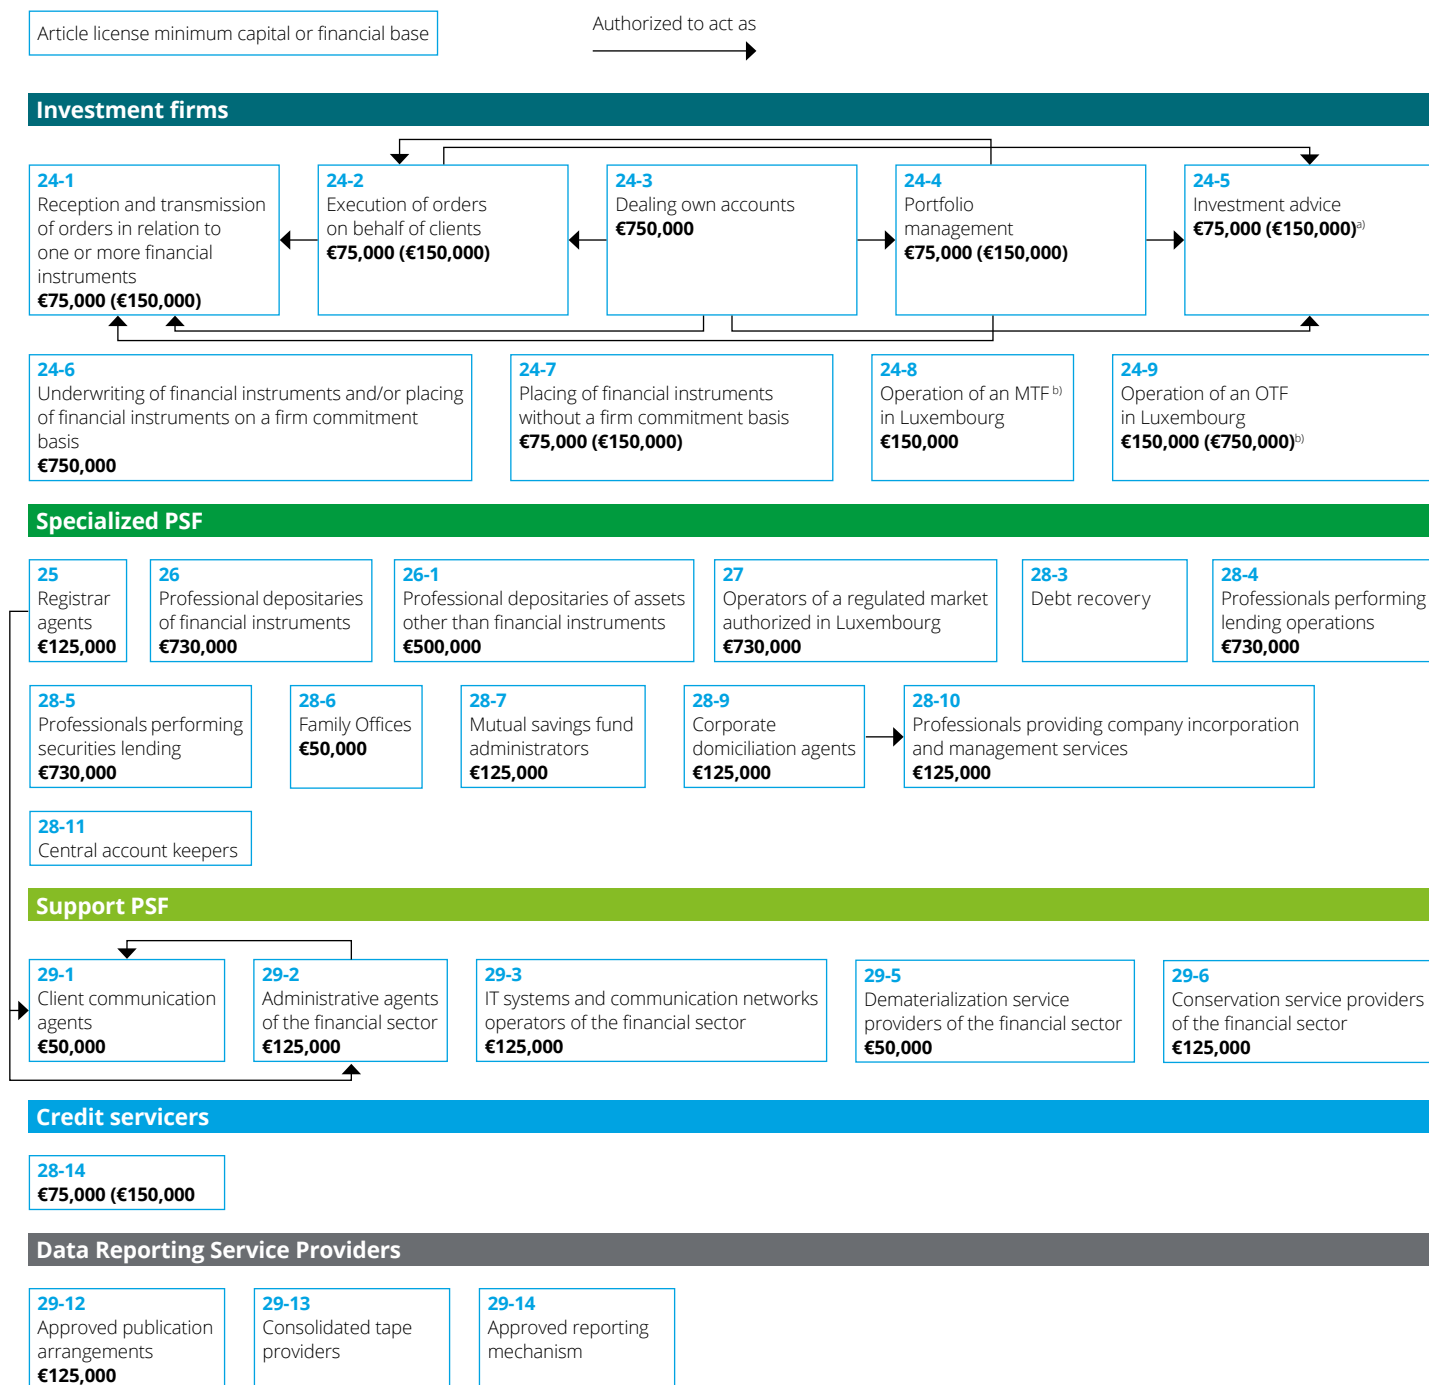 Article license minimum capital or financial base
Authorized to act as
Investment firms
24-1
Reception and transmission
of orders in relation to
one or more financial
instruments
€75,000 (€150,000)
24-2
Execution of orders
on behalf of clients
€75,000 (€150,000)
24-3
Dealing own accounts
€750,000
24-4
Portfolio
management
€75,000 (€150,000)
24-5
Investment advice
€75,000 (€150,000)a)
24-6
Underwriting of financial instruments and/or placing
of financial instruments on a firm commitment
basis
€750,000
24-7
Placing of financial instruments
without a firm commitment basis
€75,000 (€150,000)
24-8
Operation of an MTF b)
in Luxembourg
€150,000
24-9
Operation of an OTF
in Luxembourg
€150,000 (€750,000)b)
Specialized PSF
25
Registrar
agents
€125,000
26
Professional depositaries
of financial instruments
€730,000
26-1
Professional depositaries of assets
other than financial instruments
€500,000
27
Operators of a regulated market
authorized in Luxembourg
€730,000
28-3
Debt recovery
28-4
Professionals performing
lending operations
€730,000
28-5
Professionals performing
securities lending
€730,000
28-6
Family Offices
€50,000
28-7
Mutual savings fund
administrators
€125,000
28-9
Corporate
domiciliation agents
€125,000
28-10
Professionals providing company incorporation
and management services
€125,000
28-11
Central account keepers
Support PSF
29-1
Client communication
agents
€50,000
29-2
Administrative agents
of the financial sector
€125,000
29-3
IT systems and communication networks
operators of the financial sector
€125,000
29-5
Dematerialization service
providers of the financial sector
€50,000
29-6
Conservation service providers
of the financial sector
€125,000
Credit servicers
28-14
€75,000 (€150,000
Data Reporting Service Providers
29-12
Approved publication
arrangements
€125,000
29-13
Consolidated tape
providers
29-14
Approved reporting
mechanism